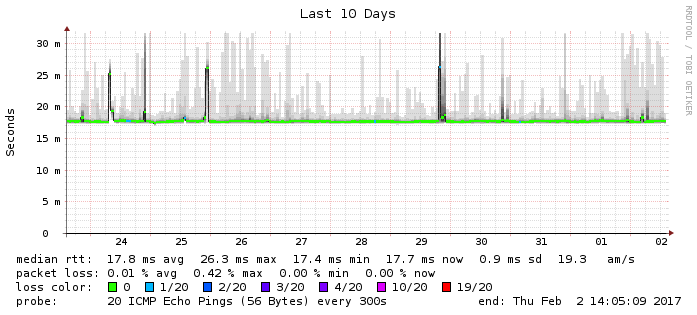 Last 10 Days
RRDTOOL / TOBI OETIKER
Seconds
30 m
25 m
20 m
15 m
10 m
5 m
0
24 25 26 27 28 29 30 31 01 02
median rtt: 17.8 ms avg 26.3 ms max 17.4 ms min 17.7 ms now 0.9 ms sd 19.3 am/s
packet loss: 0.01 % avg 0.42 % max 0.00 % min 0.00 % now
loss color: 0 1/20 2/20 3/20 4/20 10/20 19/20
probe: 20 ICMP Echo Pings (56 Bytes) every 300s end: Thu Feb 2 14:05:09 2017